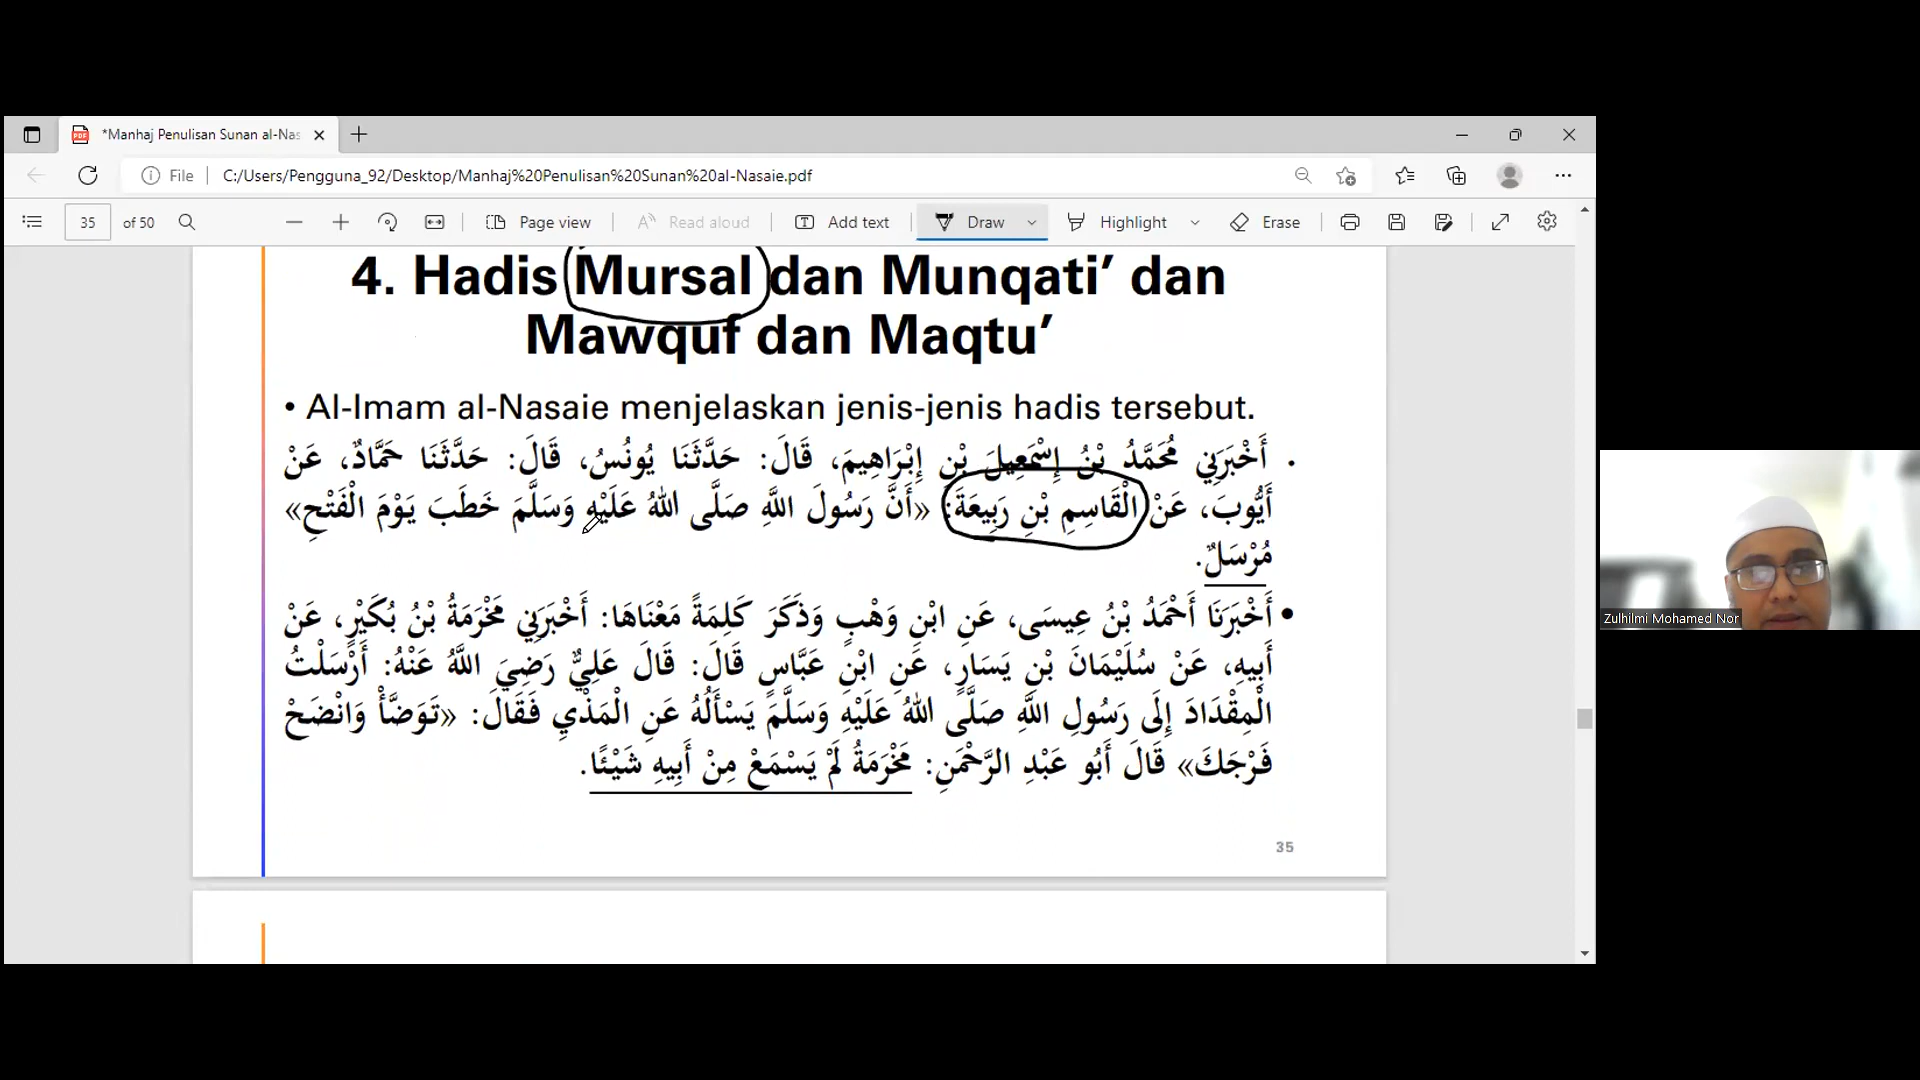 *Manhaj Penulisan Sunan al-Nas
File
C:/Users/Pengguna_92/Desktop/Manhaj%20Penulisan%20Sunan%20al-Nasaie.pdf
35 of 50
Page view
Read aloud
Add text
Draw
Highlight
Erase
4. Hadis Mursal dan Munqati’ dan
Mawquf dan Maqtu’
• Al-Imam al-Nasaie menjelaskan jenis-jenis hadis tersebut.
• أَخْبَرَنِي مُحَمَّدُ بْنُ إِسْمَعِيلَ بْنِ إِبْرَاهِيمَ، قَالَ: حَدَّثَنَا يُونُسُ، قَالَ: حَدَّثَنَا حَمَّادٌ، عَنْ
أَيُّوبَ، عَنْ الْقَاسِمِ بْنِ رَبِيعَةَ: «أَنَّ رَسُولَ اللَّهِ صَلَّى اللهُ عَلَيْهِ وَسَلَّمَ خَطَبَ يَوْمَ الْفَتْحِ»
مُرْسَلٌ.
• أَخْبَرَنَا أَحْمَدُ بْنُ عِيسَى، عَنِ ابْنِ وَهْبٍ وَذَكَرَ كَلِمَةً مَعْنَاهَا: أَخْبَرَنِي مَخْرَمَةُ بْنُ بُكَيْرٍ، عَنْ
أَبِيهِ، عَنْ سُلَيْمَانَ بْنِ يَسَارٍ، عَنِ ابْنِ عَبَّاسٍ قَالَ: قَالَ عَلِيٌّ رَضِيَ اللَّهُ عَنْهُ: أَرْسَلْتُ
الْمِقْدَادَ إِلَى رَسُولِ اللَّهِ صَلَّى اللهُ عَلَيْهِ وَسَلَّمَ يَسْأَلُهُ عَنِ الْمَذْيِ فَقَالَ: «تَوَضَّأْ وَانْضَحْ
فَرْجَكَ» قَالَ أَبُو عَبْدِ الرَّحْمَنِ: مَخْرَمَةُ لَمْ يَسْمَعْ مِنْ أَبِيهِ شَيْئًا.
35
Zulhilmi Mohamed Nor